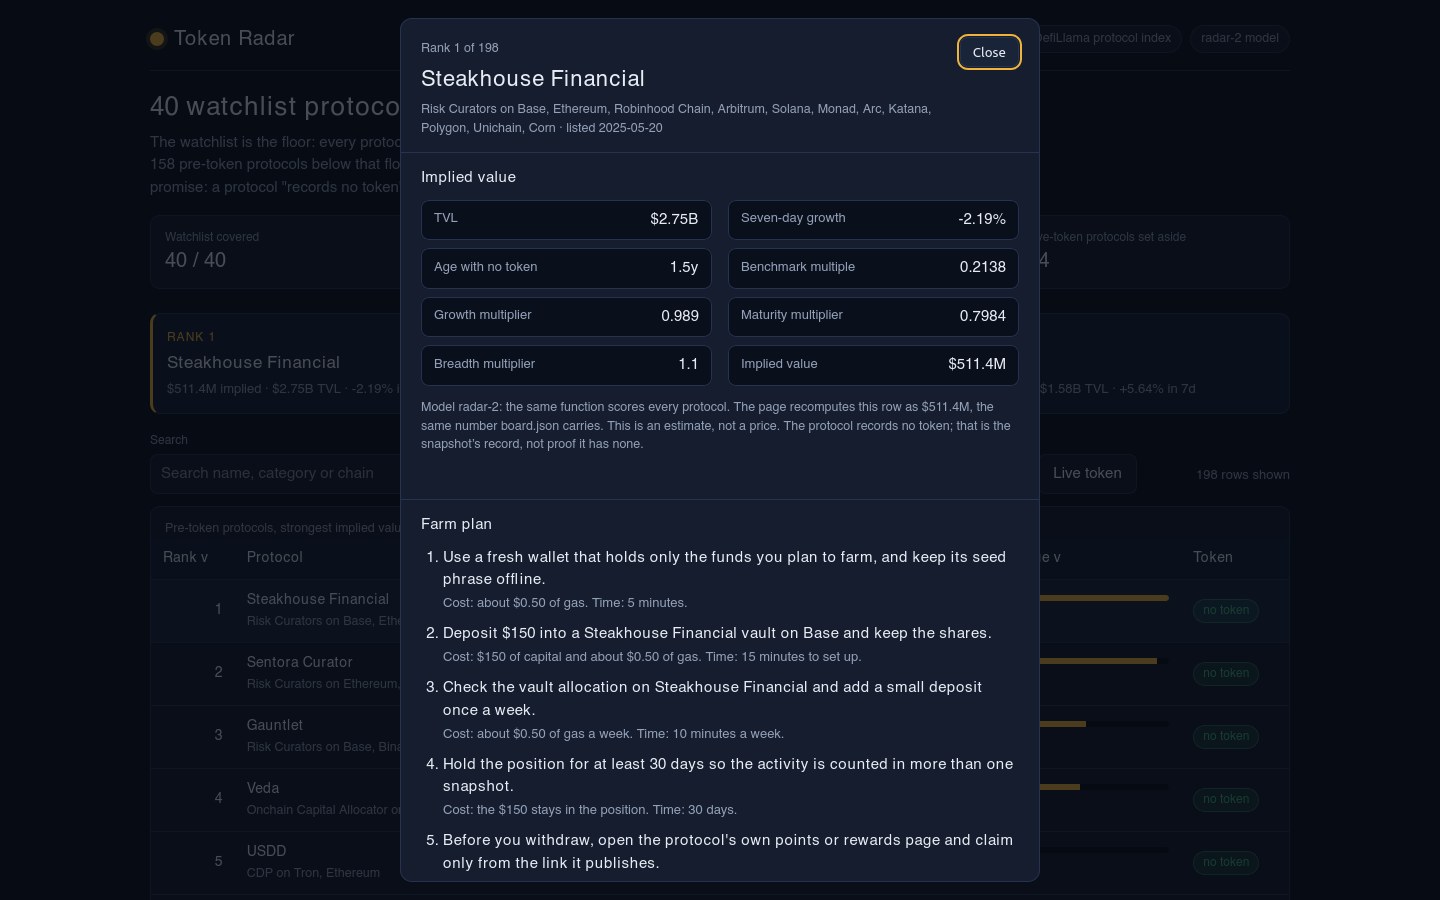 Token Radar
DefiLlama protocol index
radar-2 model
40 watchlist protoco
The watchlist is the floor: every protoc
158 pre-token protocols below that flo
promise: a protocol "records no token"
Watchlist covered
40 / 40
ve-token protocols set aside
4
RANK 1
Steakhouse Financial
$511.4M implied · $2.75B TVL · -2.19% i
$1.58B TVL · +5.64% in 7d
Search
Search name, category or chain
Live token
198 rows shown
Pre-token protocols, strongest implied valu
Rank v
Protocol
e v
Token
1
Steakhouse Financial
Risk Curators on Base, Ethe
no token
2
Sentora Curator
Risk Curators on Ethereum,
no token
3
Gauntlet
Risk Curators on Base, Bina
no token
4
Veda
Onchain Capital Allocator on
no token
5
USDD
CDP on Tron, Ethereum
no token
Rank 1 of 198
Close
Steakhouse Financial
Risk Curators on Base, Ethereum, Robinhood Chain, Arbitrum, Solana, Monad, Arc, Katana,
Polygon, Unichain, Corn · listed 2025-05-20
Implied value
TVL
$2.75B
Seven-day growth
-2.19%
Age with no token
1.5y
Benchmark multiple
0.2138
Growth multiplier
0.989
Maturity multiplier
0.7984
Breadth multiplier
1.1
Implied value
$511.4M
Model radar-2: the same function scores every protocol. The page recomputes this row as $511.4M, the
same number board.json carries. This is an estimate, not a price. The protocol records no token; that is the
snapshot's record, not proof it has none.
Farm plan
1. Use a fresh wallet that holds only the funds you plan to farm, and keep its seed
phrase offline.
Cost: about $0.50 of gas. Time: 5 minutes.
2. Deposit $150 into a Steakhouse Financial vault on Base and keep the shares.
Cost: $150 of capital and about $0.50 of gas. Time: 15 minutes to set up.
3. Check the vault allocation on Steakhouse Financial and add a small deposit
once a week.
Cost: about $0.50 of gas a week. Time: 10 minutes a week.
4. Hold the position for at least 30 days so the activity is counted in more than one
snapshot.
Cost: the $150 stays in the position. Time: 30 days.
5. Before you withdraw, open the protocol's own points or rewards page and claim
only from the link it publishes.